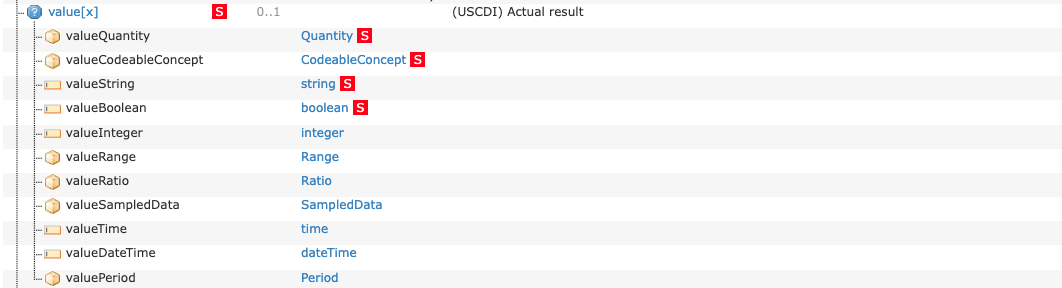 value[x] S 0..1 (USCDI) Actual result
valueQuantity Quantity S
valueCodeableConcept CodeableConcept S
valueString string S
valueBoolean boolean S
valueInteger integer
valueRange Range
valueRatio Ratio
valueSampledData SampledData
valueTime time
valueDateTime dateTime
valuePeriod Period